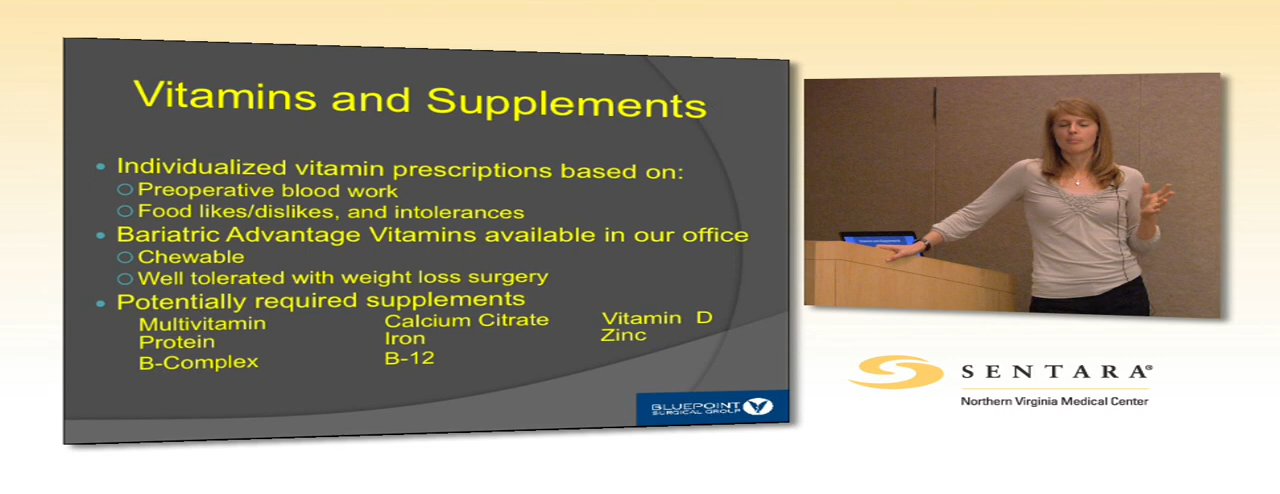 Vitamins and Supplements
Individualized vitamin prescriptions based on:
Preoperative blood work
Food likes/dislikes, and intolerances
Bariatric Advantage Vitamins available in our office
Chewable
Well tolerated with weight loss surgery
Potentially required supplements
Multivitamin Calcium Citrate Vitamin D
Protein Iron Zinc
B-Complex B-12
BLUEPOINT
SURGICAL GROUP
SENTARA®
Northern Virginia Medical Center